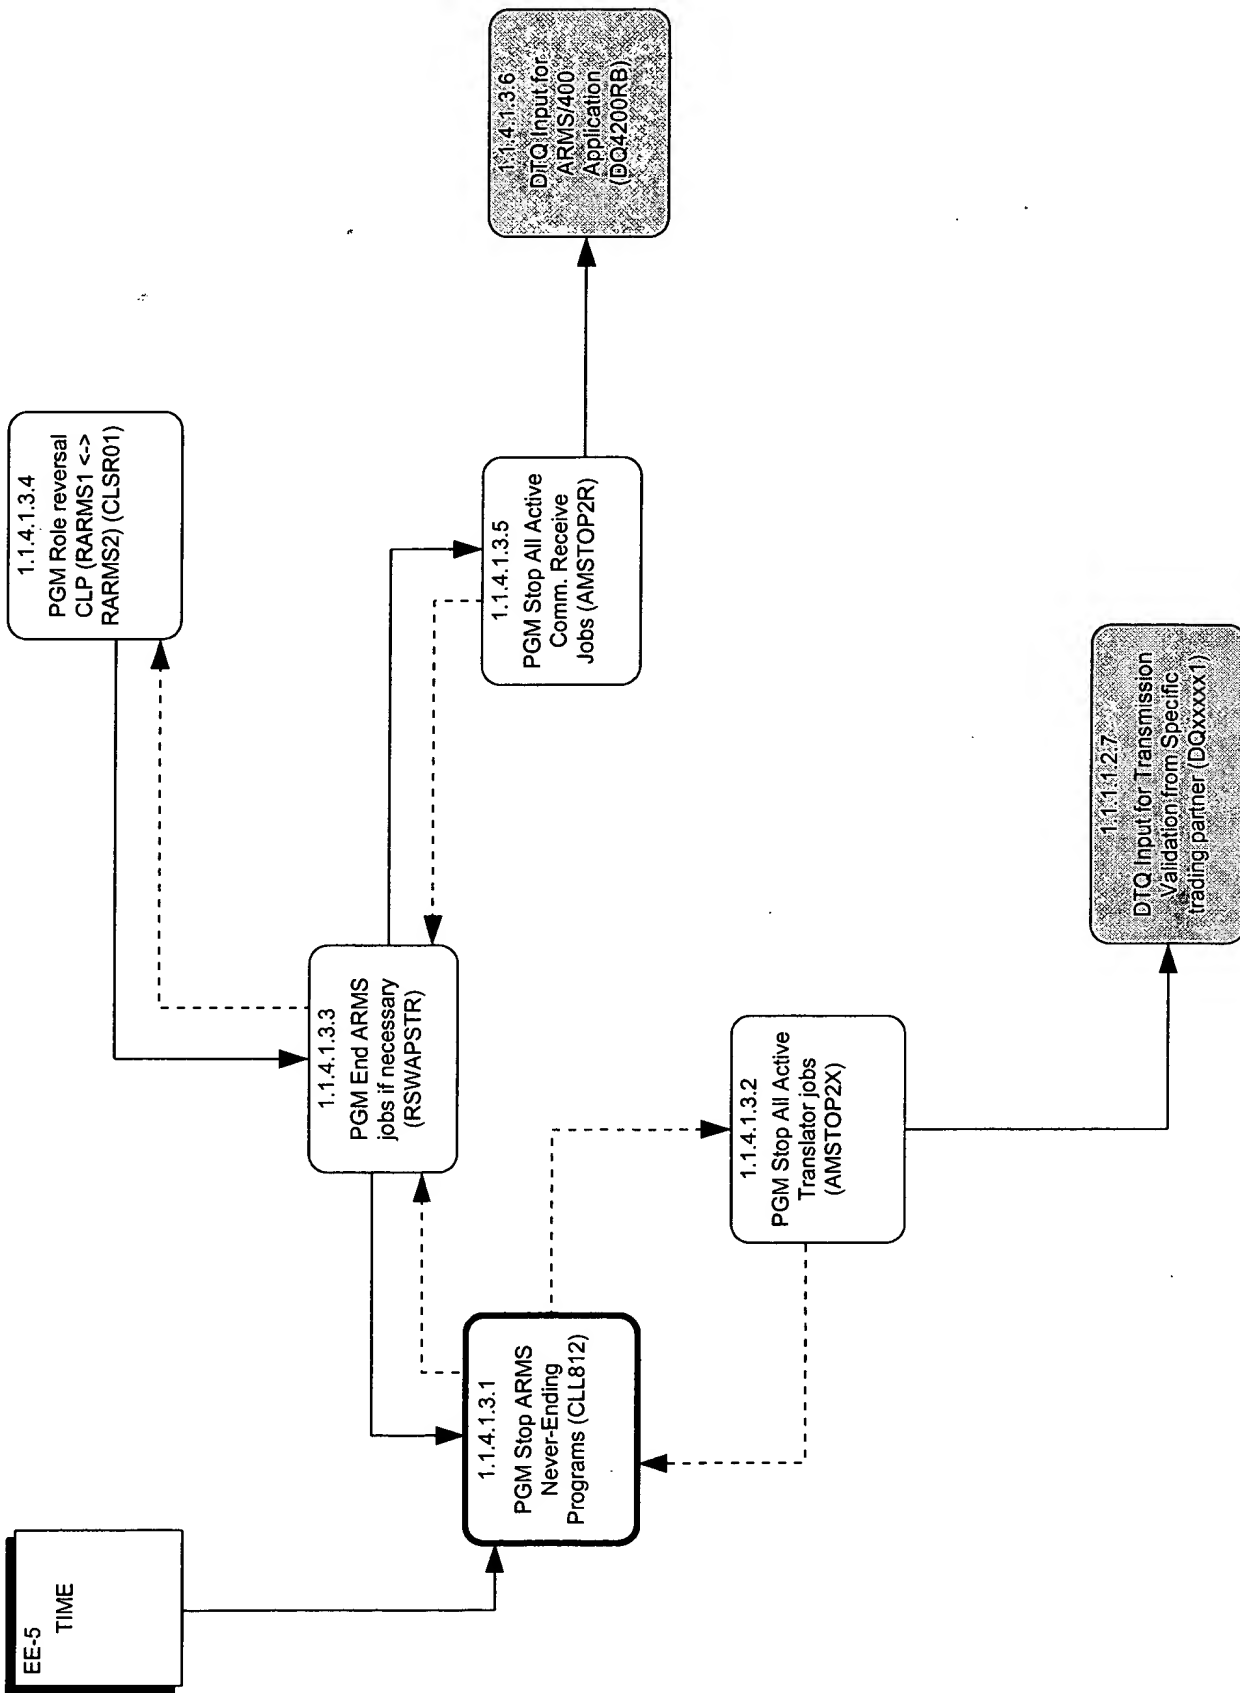 EE-5
TIME
1.1.4.1.3.1
PGM Stop ARMS
Never-Ending
Programs (CLL812)
1.1.4.1.3.3
PGM End ARMS
jobs if necessary
(RSWAPSTR)
1.1.4.1.3.4
PGM Role reversal
CLP (RARMS1 <->
RARMS2) (CLSR01)
1.1.4.1.3.2
PGM Stop All Active
Translator jobs
(AMSTOP2X)
1.1.4.1.3.5
PGM Stop All Active
Comm. Receive
Jobs (AMSTOP2R)
1.1.4.1.3.6
DTQ Input for
ARMS/400
Application
(DQ4200RB)
1.1.1.1.2.7
DTQ Input for Transmission
Validation from Specific
trading partner (DQxxxxx1)